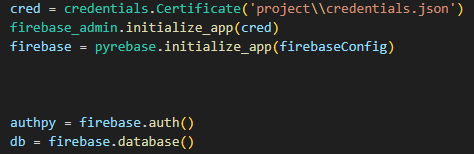 cred = credentials.Certificate('project\\credentials.json')
firebase_admin.initialize_app(cred)
firebase = pyrebase.initialize_app(firebaseConfig)
authpy = firebase.auth()
db = firebase.database()